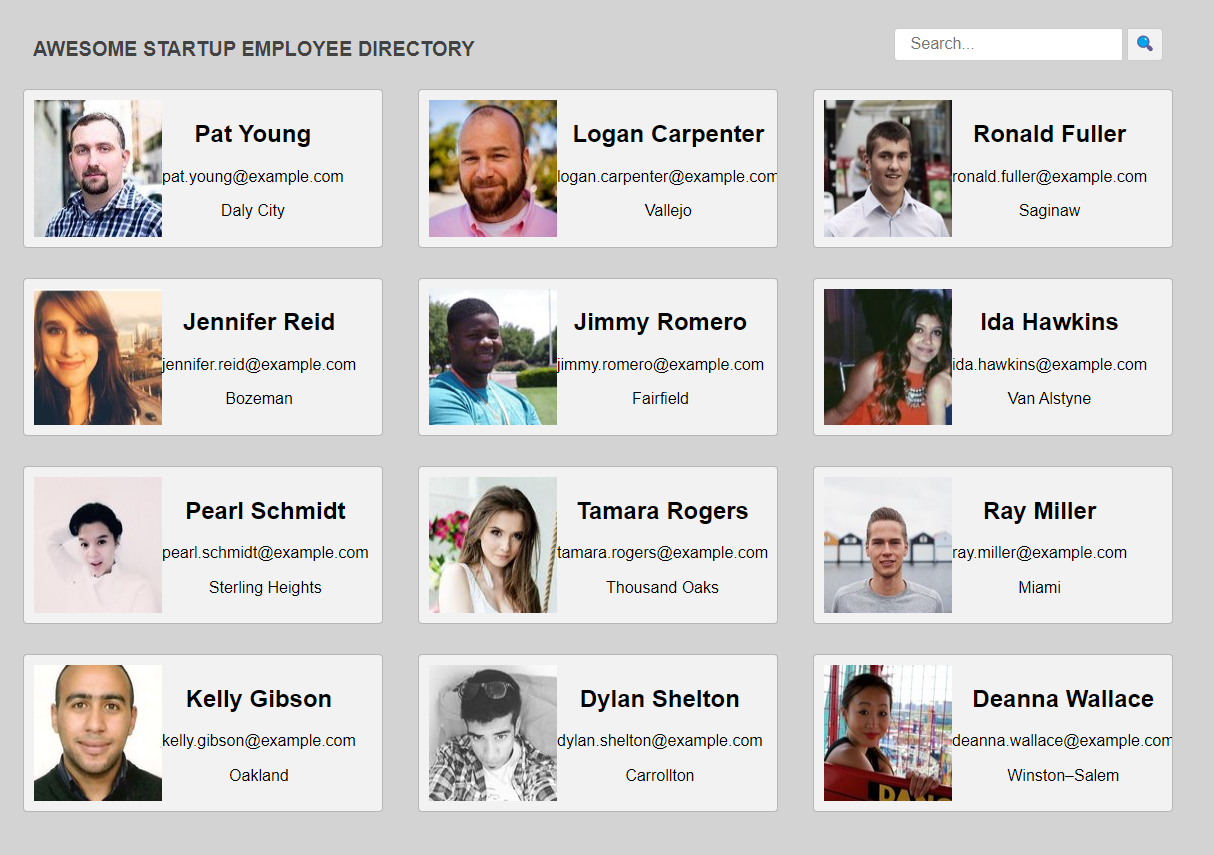 AWESOME STARTUP EMPLOYEE DIRECTORY
Search...
Pat Young
pat.young@example.com
Daly City
Logan Carpenter
logan.carpenter@example.com
Vallejo
Ronald Fuller
ronald.fuller@example.com
Saginaw
Jennifer Reid
jennifer.reid@example.com
Bozeman
Jimmy Romero
jimmy.romero@example.com
Fairfield
Ida Hawkins
ida.hawkins@example.com
Van Alstyne
Pearl Schmidt
pearl.schmidt@example.com
Sterling Heights
Tamara Rogers
tamara.rogers@example.com
Thousand Oaks
Ray Miller
ray.miller@example.com
Miami
Kelly Gibson
kelly.gibson@example.com
Oakland
Dylan Shelton
dylan.shelton@example.com
Carrollton
Deanna Wallace
deanna.wallace@example.com
Winston–Salem
DANG